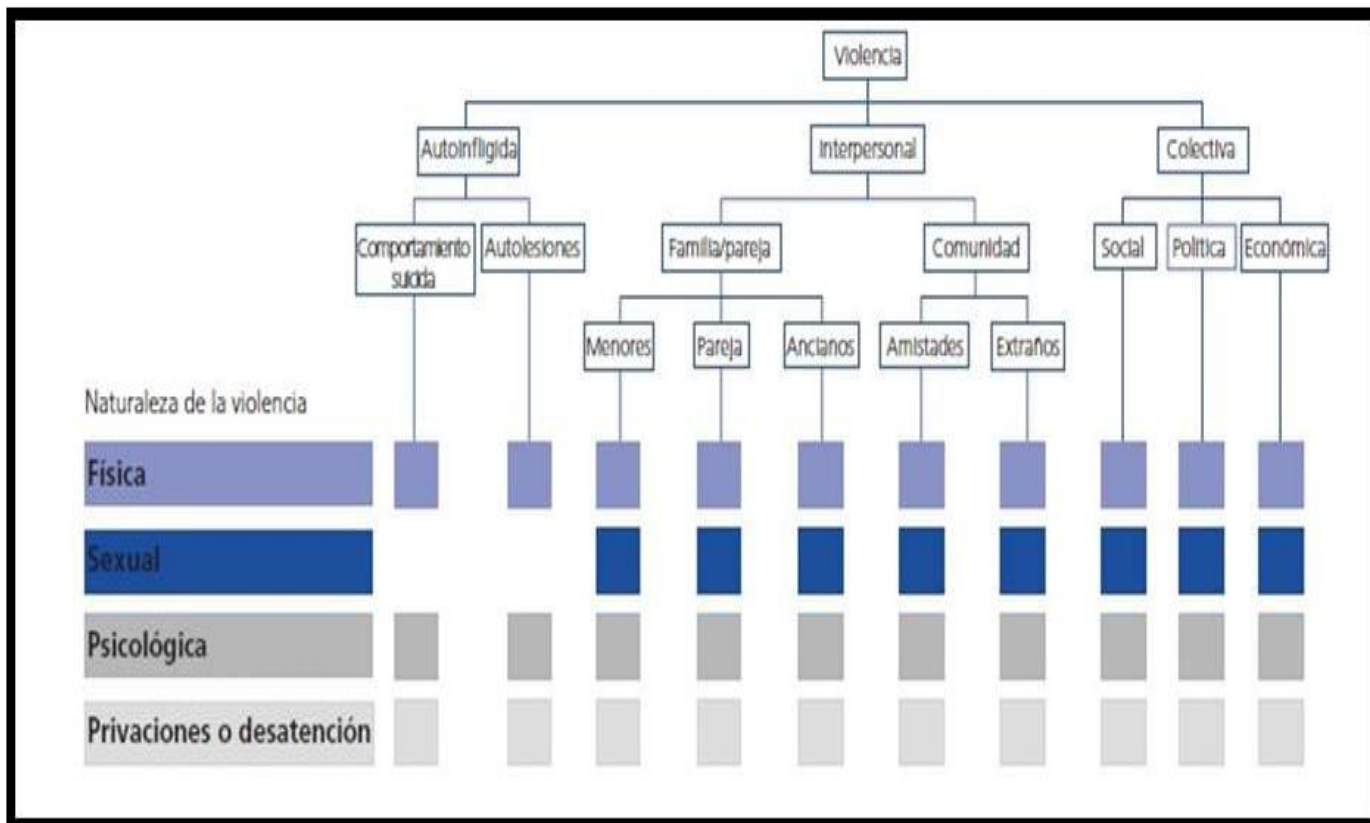 Violencia
Autoinfligida
Interpersonal
Colectiva
Comportamiento
suicida
Autolesiones
Familia/pareja
Comunidad
Social
Política
Económica
Menores
Pareja
Ancianos
Amistades
Extraños
Naturaleza de la violencia
Física
Sexual
Psicológica
Privaciones o desatención